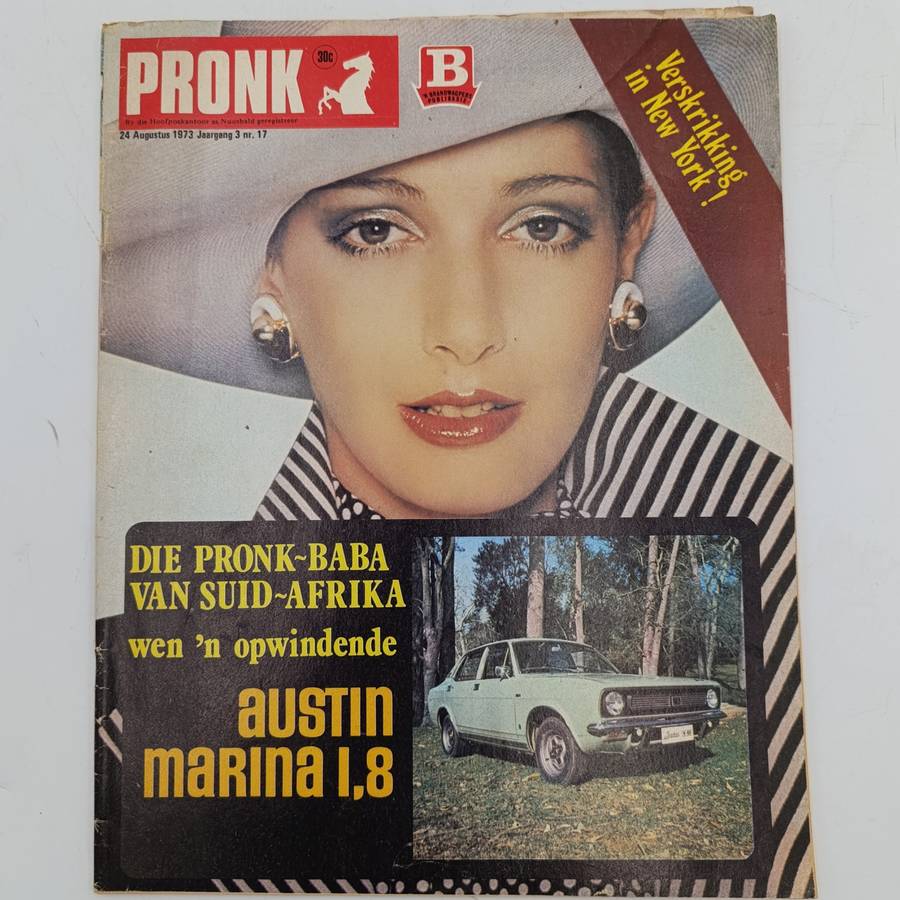 PRONK
30c
By die Hoofposkantoor as Nuusblad geregistreer
24 Augustus 1973 Jaargang 3 nr. 17
B
'N BRANDWAGPERS
PUBLIKASIE
Verskrikking
in New York!
DIE PRONK~BABA
VAN SUID~AFRIKA
wen 'n opwindende
austin
marina 1,8